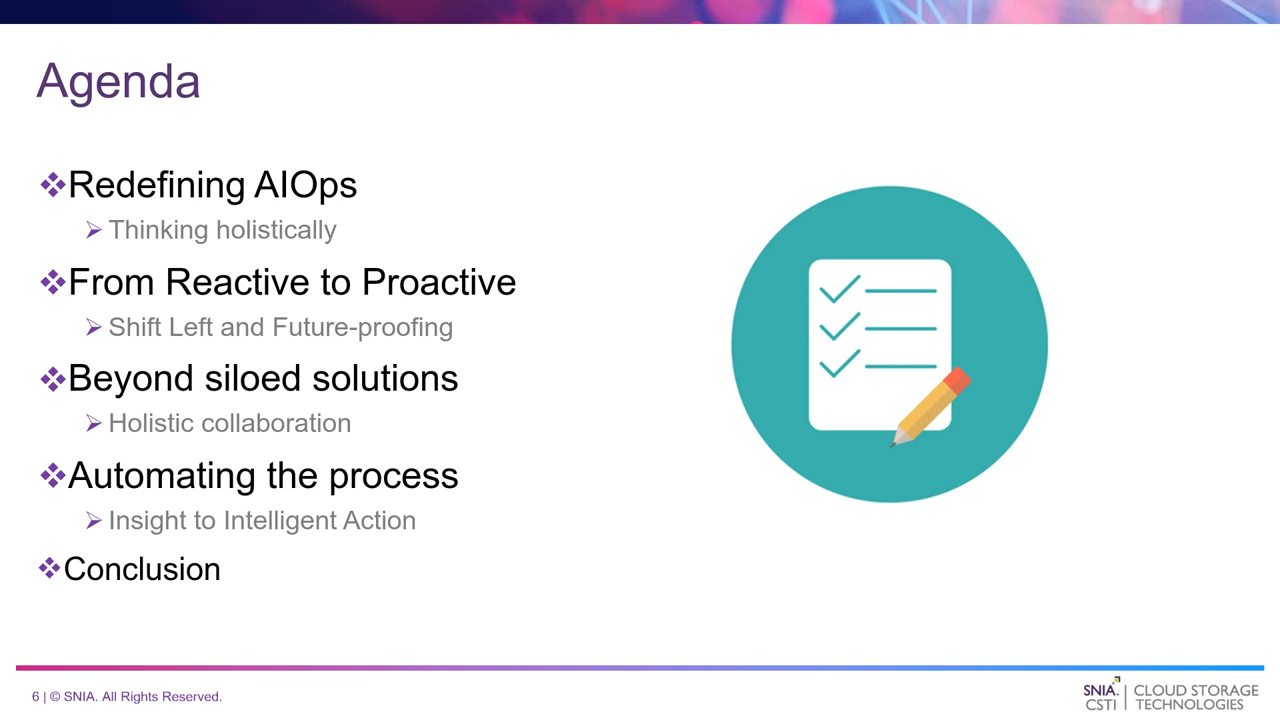 Agenda
❖Redefining AIOps
➢ Thinking holistically
❖From Reactive to Proactive
➢ Shift Left and Future-proofing
❖Beyond siloed solutions
➢ Holistic collaboration
❖Automating the process
➢ Insight to Intelligent Action
❖Conclusion
6 | © SNIA. All Rights Reserved.
SNIA. | CLOUD STORAGE
CSTI | TECHNOLOGIES